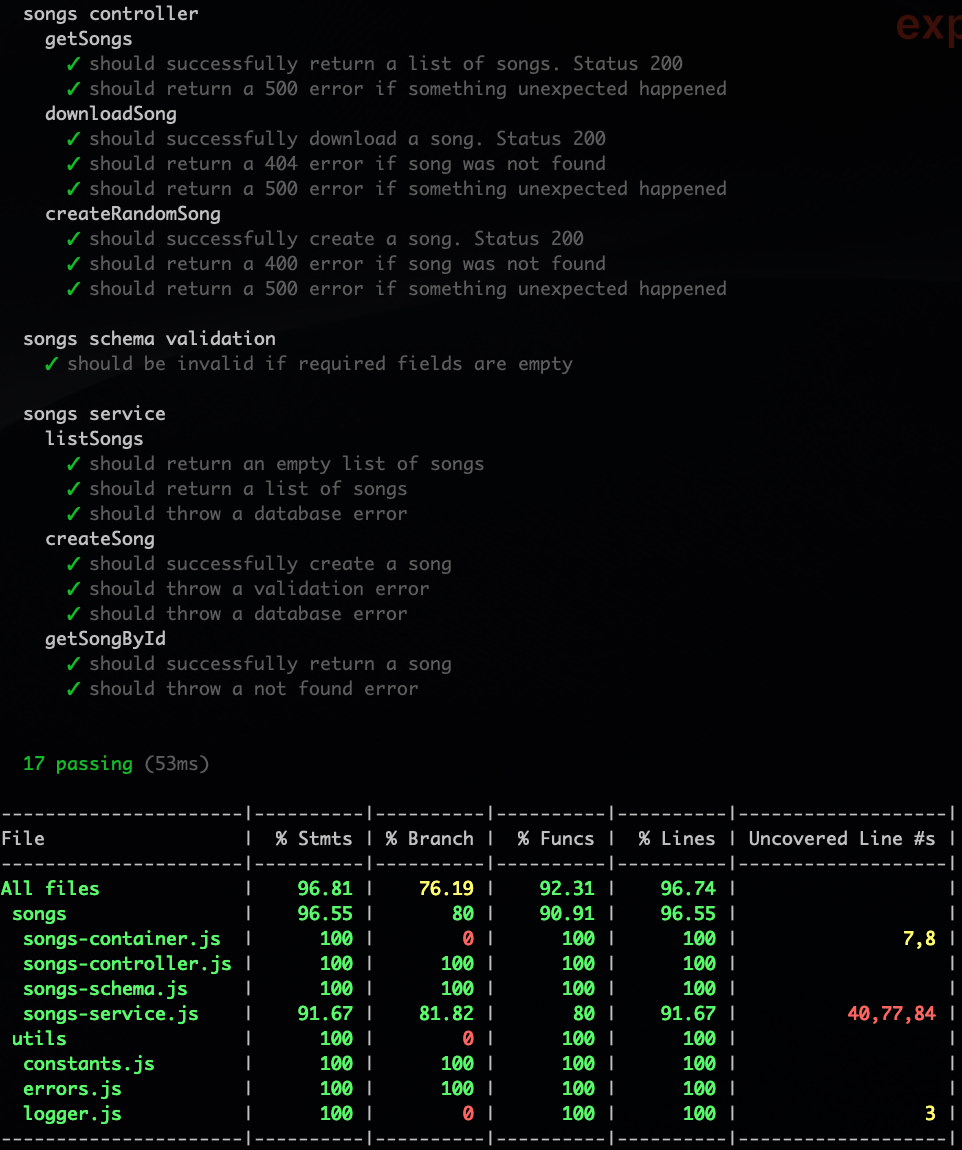 songs controller
getSongs
✓ should successfully return a list of songs. Status 200
✓ should return a 500 error if something unexpected happened
downloadSong
✓ should successfully download a song. Status 200
✓ should return a 404 error if song was not found
✓ should return a 500 error if something unexpected happened
createRandomSong
✓ should successfully create a song. Status 200
✓ should return a 400 error if song was not found
✓ should return a 500 error if something unexpected happened
songs schema validation
✓ should be invalid if required fields are empty
songs service
listSongs
✓ should return an empty list of songs
✓ should return a list of songs
✓ should throw a database error
createSong
✓ should successfully create a song
✓ should throw a validation error
✓ should throw a database error
getSongById
✓ should successfully return a song
✓ should throw a not found error
17 passing (53ms)
File | % Stmts | % Branch | % Funcs | % Lines | Uncovered Line #s |
All files | 96.81 | 76.19 | 92.31 | 96.74 | |
songs | 96.55 | 80 | 90.91 | 96.55 | |
songs-container.js | 100 | 0 | 100 | 100 | 7,8 |
songs-controller.js | 100 | 100 | 100 | 100 | |
songs-schema.js | 100 | 100 | 100 | 100 | |
songs-service.js | 91.67 | 81.82 | 80 | 91.67 | 40,77,84 |
utils | 100 | 0 | 100 | 100 | |
constants.js | 100 | 100 | 100 | 100 | |
errors.js | 100 | 100 | 100 | 100 | |
logger.js | 100 | 0 | 100 | 100 | 3 |